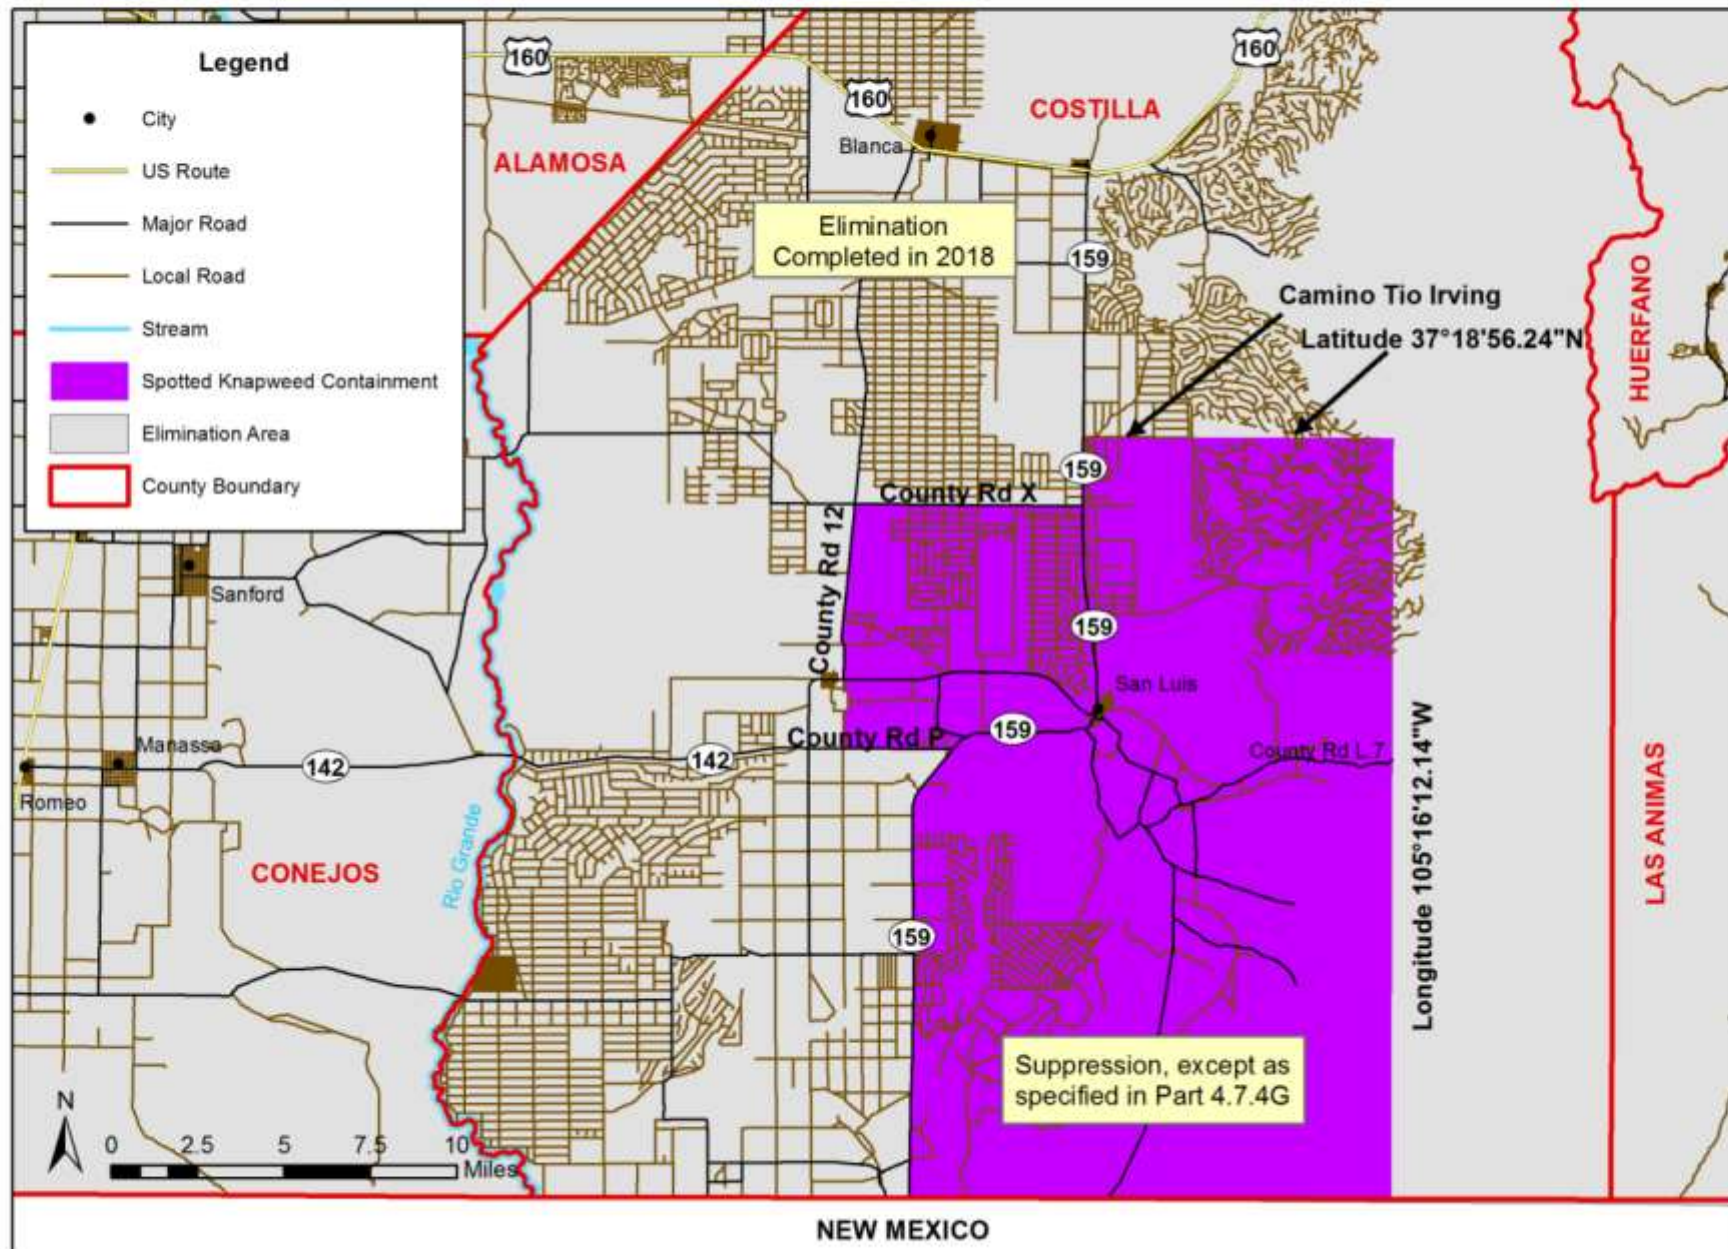 Legend
City
US Route
Major Road
Local Road
Stream
Spotted Knapweed Containment
Elimination Area
County Boundary
160
160
160
COSTILLA
Blanca
ALAMOSA
Elimination
Completed in 2018
159
Camino Tio Irving
Latitude 37°18'56.24"N
HUERFANO
159
County Rd X
County Rd 12
Sanford
159
San Luis
County Rd P
159
County Rd L 7
Longitude 105°16'12.14"W
LAS ANIMAS
Manassa
142
142
Romeo
Rio Grande
CONEJOS
159
Suppression, except as
specified in Part 4.7.4G
N
0 2.5 5 7.5 10
Miles
NEW MEXICO